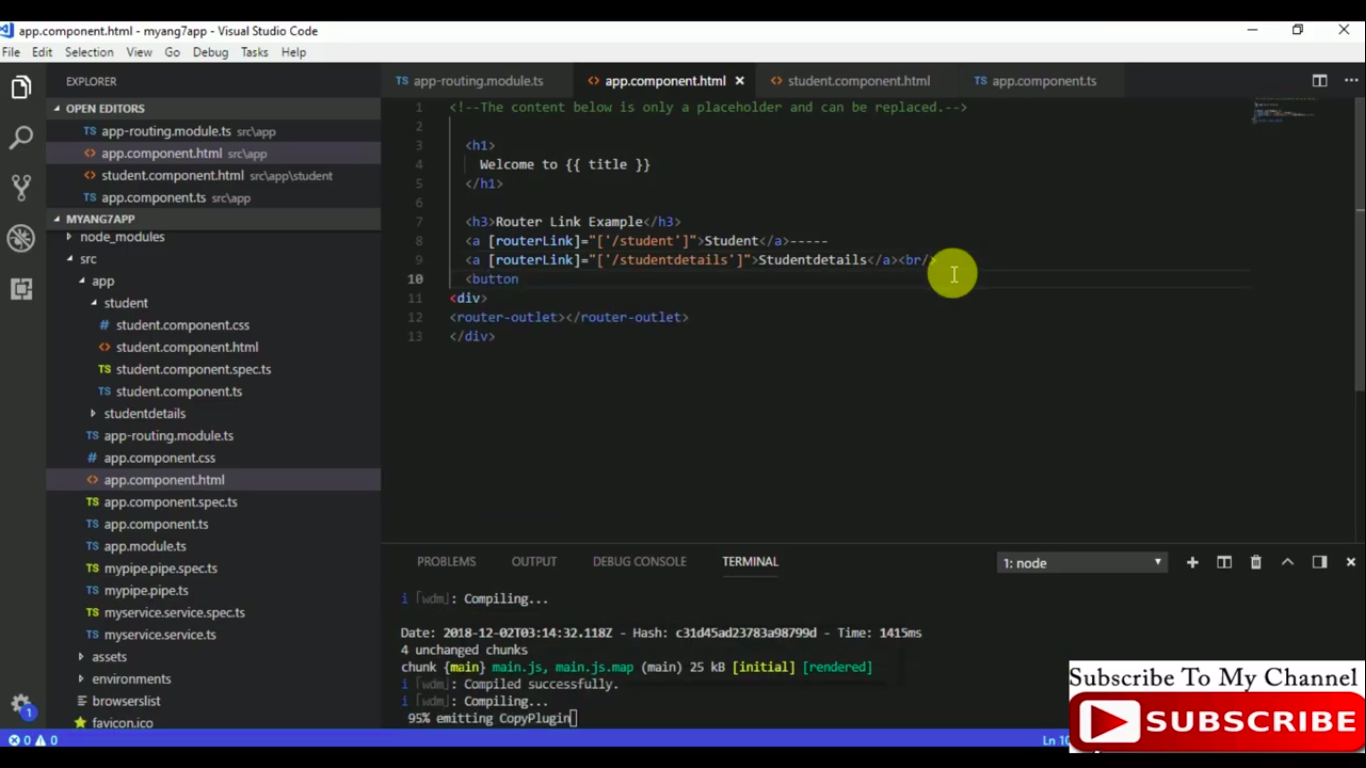 app.component.html - myang7app - Visual Studio Code
File Edit Selection View Go Debug Tasks Help
EXPLORER
OPEN EDITORS
TS app-routing.module.ts src\app
<> app.component.html src\app
<> student.component.html src\app\student
TS app.component.ts src\app
MYANG7APP
node_modules
src
app
student
# student.component.css
<> student.component.html
TS student.component.spec.ts
TS student.component.ts
studentdetails
TS app-routing.module.ts
# app.component.css
<> app.component.html
TS app.component.spec.ts
TS app.component.ts
TS app.module.ts
TS mypipe.pipe.spec.ts
TS mypipe.pipe.ts
TS myservice.service.spec.ts
TS myservice.service.ts
assets
environments
browserslist
favicon.ico
1
TS app-routing.module.ts <> app.component.html × <> student.component.html TS app.component.ts
1 <!--The content below is only a placeholder and can be replaced.-->
2
3 <h1>
4 Welcome to {{ title }}
5 </h1>
6
7 <h3>Router Link Example</h3>
8 <a [routerLink]="['/student']">Student</a>-----
9 <a [routerLink]="['/studentdetails']">Studentdetails</a><br/>
10 <button
11 <div>
12 <router-outlet></router-outlet>
13 </div>
PROBLEMS OUTPUT DEBUG CONSOLE TERMINAL 1: node
i ｢wdm｣: Compiling...
Date: 2018-12-02T03:14:32.118Z - Hash: c31d45ad23783a98799d - Time: 1415ms
4 unchanged chunks
chunk {main} main.js, main.js.map (main) 25 kB [initial] [rendered]
i ｢wdm｣: Compiled successfully.
i ｢wdm｣: Compiling...
95% emitting CopyPlugin
0 0
Ln 10
Subscribe To My Channel
SUBSCRIBE